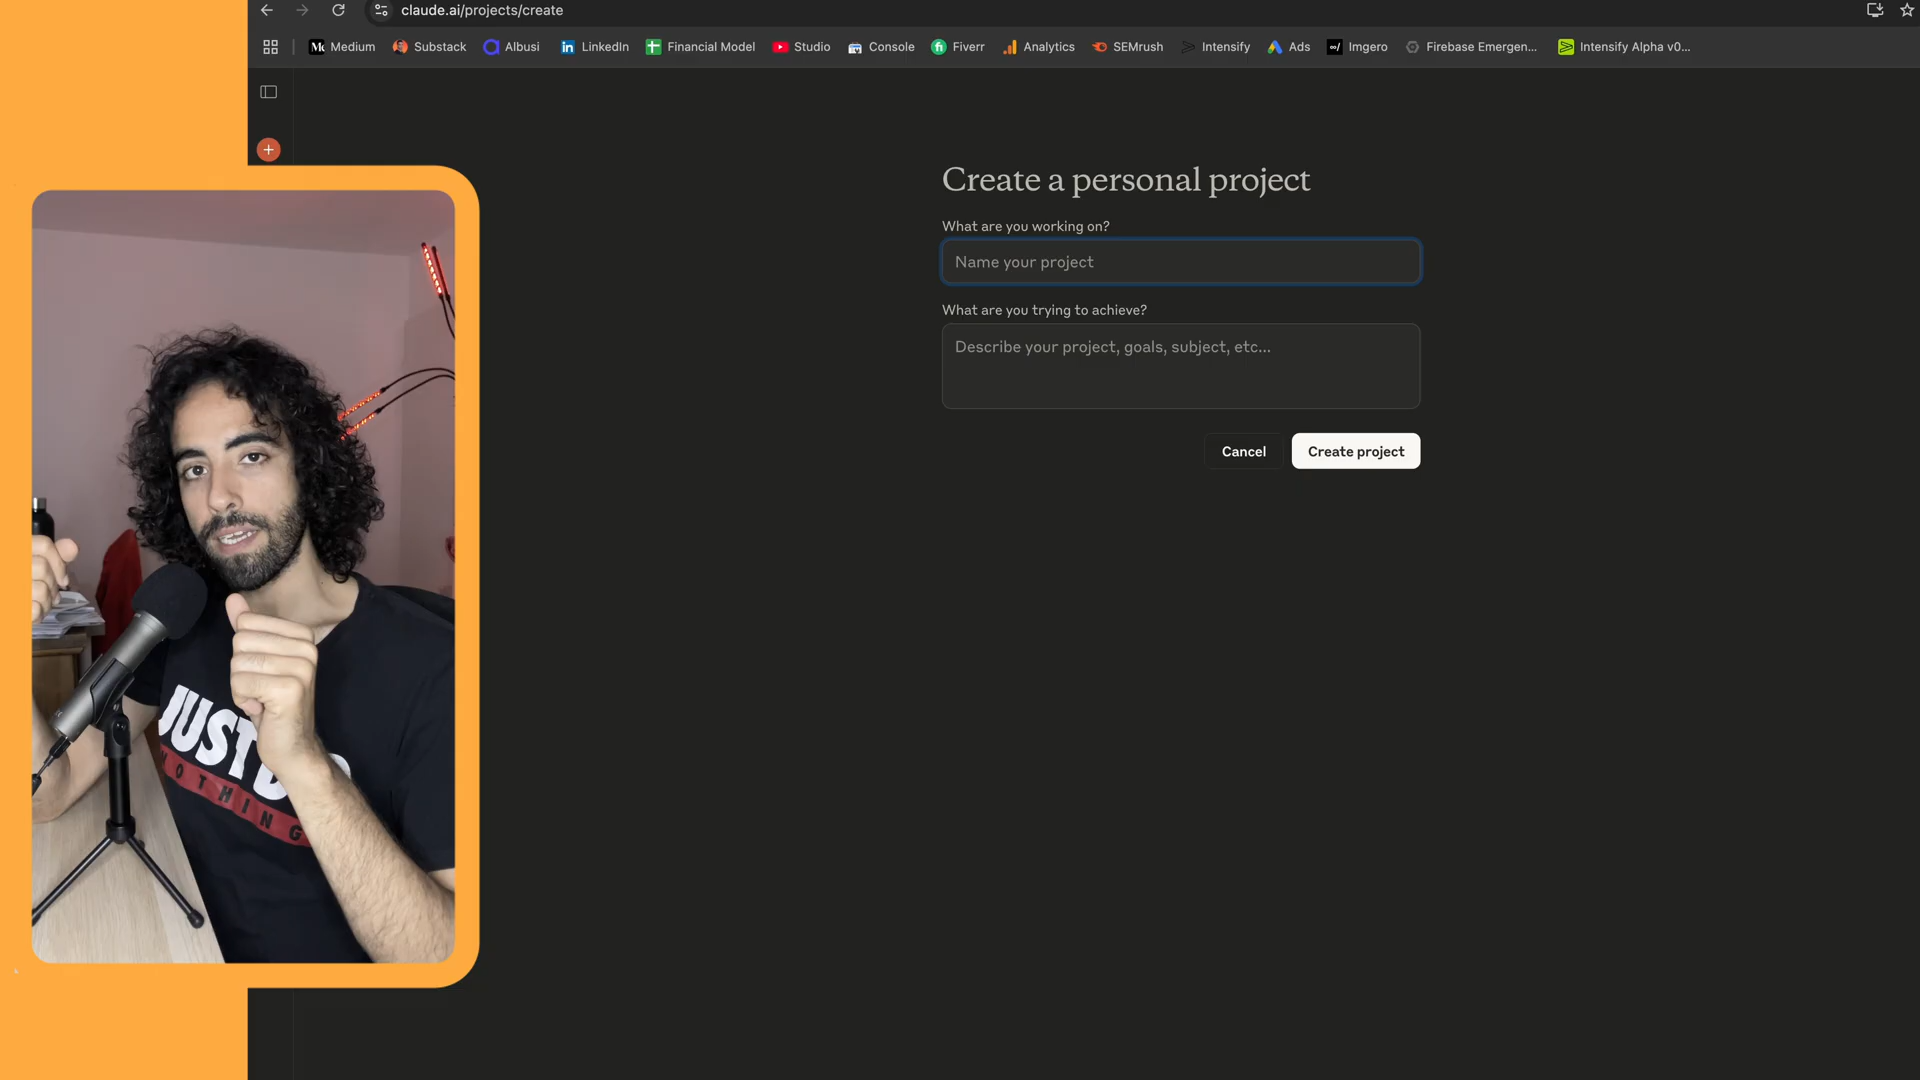 claude.ai/projects/create
Medium Substack Albusi LinkedIn Financial Model Studio Console Fiverr Analytics SEMrush Intensify Ads Imgero Firebase Emergen... Intensify Alpha v0...
Create a personal project
What are you working on?
Name your project
What are you trying to achieve?
Describe your project, goals, subject, etc...
Cancel Create project
JUST D
NOTHING